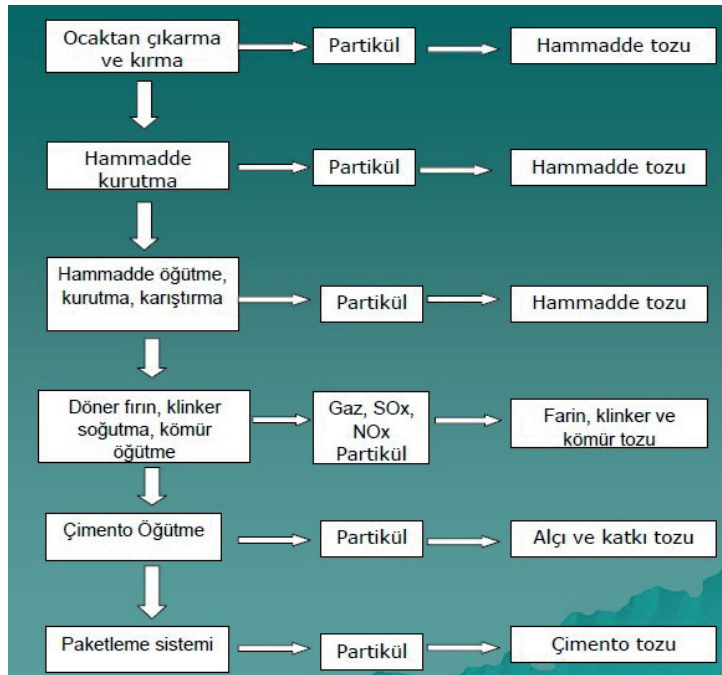 Ocaktan çıkarma
ve kırma
Partikül
Hammadde tozu
Hammadde
kurutma
Partikül
Hammadde tozu
Hammadde öğütme,
kurutma, karıştırma
Partikül
Hammadde tozu
Döner fırın, klinker
soğutma, kömür
öğütme
Gaz, SOx,
NOx
Partikül
Farin, klinker ve
kömür tozu
Çimento Öğütme
Partikül
Alçı ve katkı tozu
Paketleme sistemi
Partikül
Çimento tozu